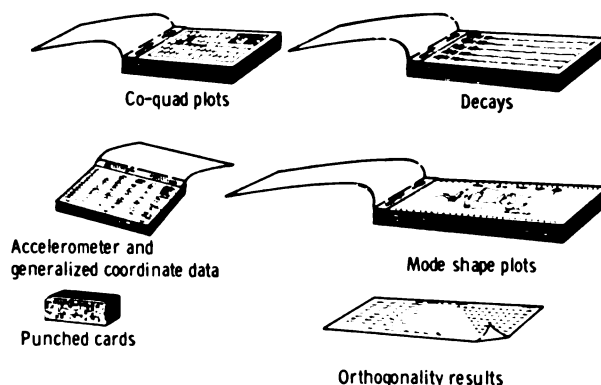 Co-quad plots
Decays
Accelerometer and
generalized coordinate data
Mode shape plots
Punched cards
Orthogonality results